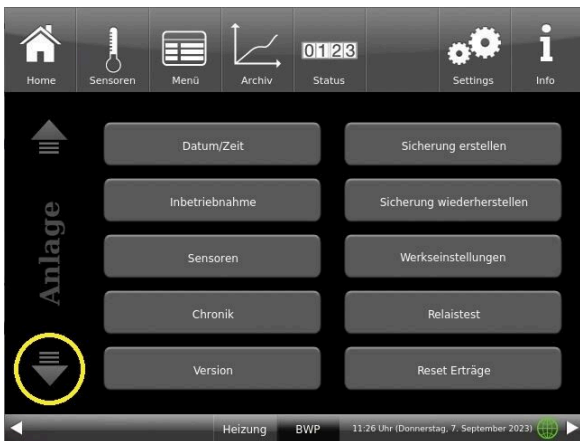 Home
Sensoren
Menü
Archiv
0123
Status
Settings
Info
Anlage
Datum/Zeit
Sicherung erstellen
Inbetriebnahme
Sicherung wiederherstellen
Sensoren
Werkseinstellungen
Chronik
Relaistest
Version
Reset Erträge
Heizung
BWP
11:26 Uhr (Donnerstag, 7. September 2023)